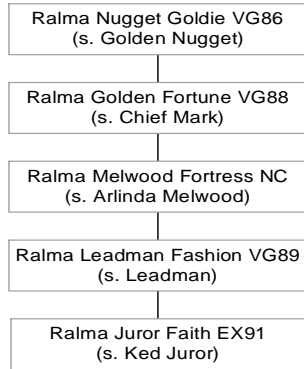 Ralma Nugget Goldie VG86
(s. Golden Nugget)
Ralma Golden Fortune VG88
(s. Chief Mark)
Ralma Melwood Fortress NC
(s. Arlinda Melwood)
Ralma Leadman Fashion VG89
(s. Leadman)
Ralma Juror Faith EX91
(s. Ked Juror)